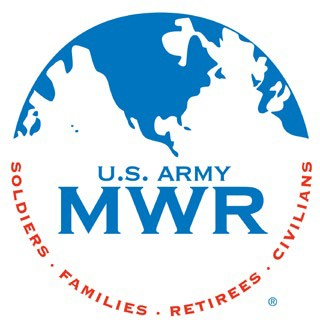 U.S. ARMY
MWR
SOLDIERS · FAMILIES · RETIREES · CIVILIANS
®